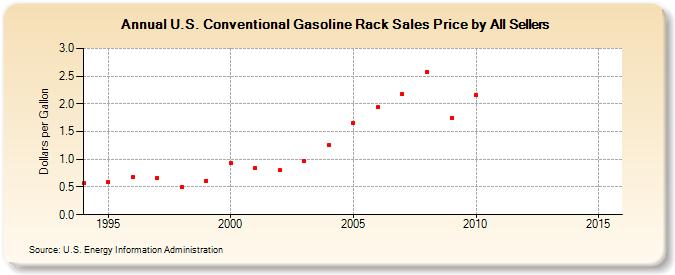 Annual U.S. Conventional Gasoline Rack Sales Price by All Sellers
Dollars per Gallon
3.0
2.5
2.0
1.5
1.0
0.5
0.0
1995 2000 2005 2010 2015
Source: U.S. Energy Information Administration